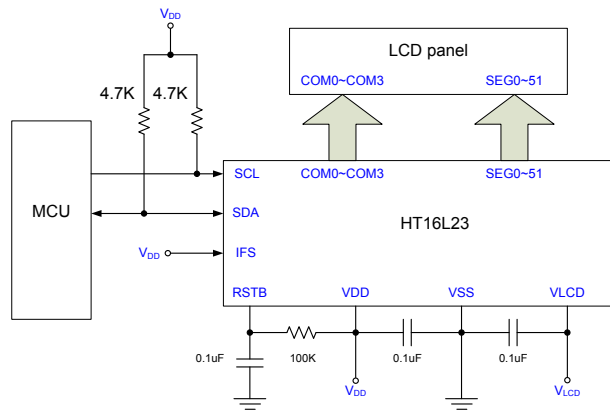 VDD
LCD panel
COM0~COM3 SEG0~51
4.7K 4.7K
SCL COM0~COM3 SEG0~51
MCU SDA HT16L23
VDD IFS
RSTB VDD VSS VLCD
0.1uF 100K 0.1uF 0.1uF
VDD VLCD